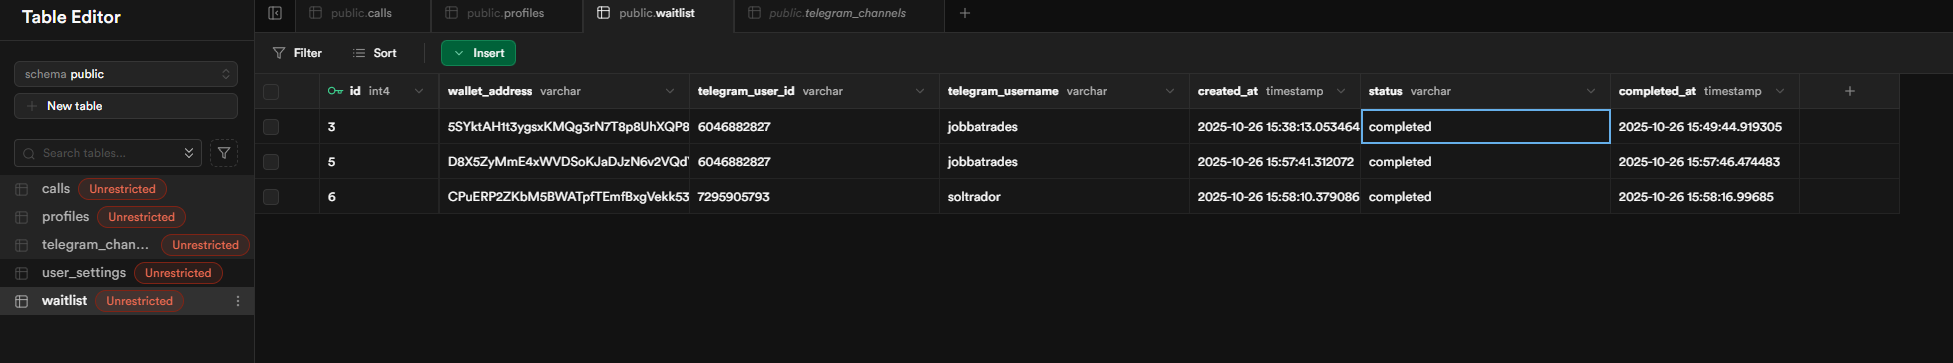 Table Editor
schema public
New table
Search tables...
calls Unrestricted
profiles Unrestricted
telegram_chan... Unrestricted
user_settings Unrestricted
waitlist Unrestricted
public.calls public.profiles public.waitlist public.telegram_channels
Filter Sort Insert
id int4 wallet_address varchar telegram_user_id varchar telegram_username varchar created_at timestamp status varchar completed_at timestamp
3 5SYktAH1t3ygsxKMQg3rN7T8p8UhXQP8 6046882827 jobbatrades 2025-10-26 15:38:13.053464 completed 2025-10-26 15:49:44.919305
5 D8X5ZyMmE4xWVDSoKJaDJzN6v2VQd 6046882827 jobbatrades 2025-10-26 15:57:41.312072 completed 2025-10-26 15:57:46.474483
6 CPuERP2ZKbM5BWATpfTEmfBxgVekk53 7295905793 soltrador 2025-10-26 15:58:10.379086 completed 2025-10-26 15:58:16.99685